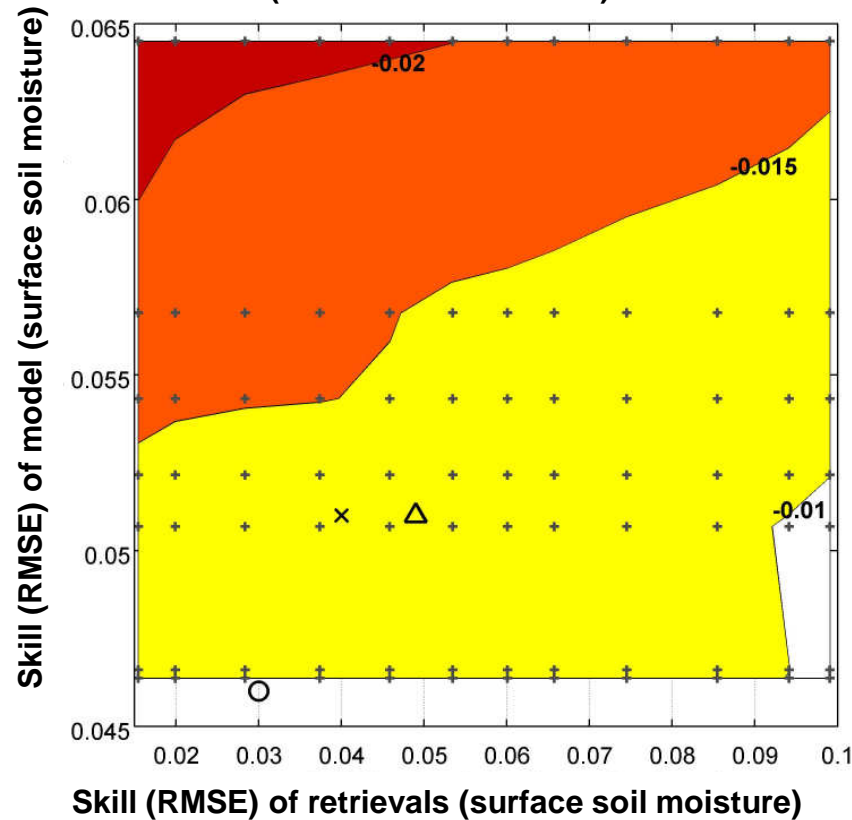 0.065
0.06
0.055
0.05
0.045
Skill (RMSE) of model (surface soil moisture)
-0.02
-0.015
-0.01
0.02 0.03 0.04 0.05 0.06 0.07 0.08 0.09 0.1
Skill (RMSE) of retrievals (surface soil moisture)